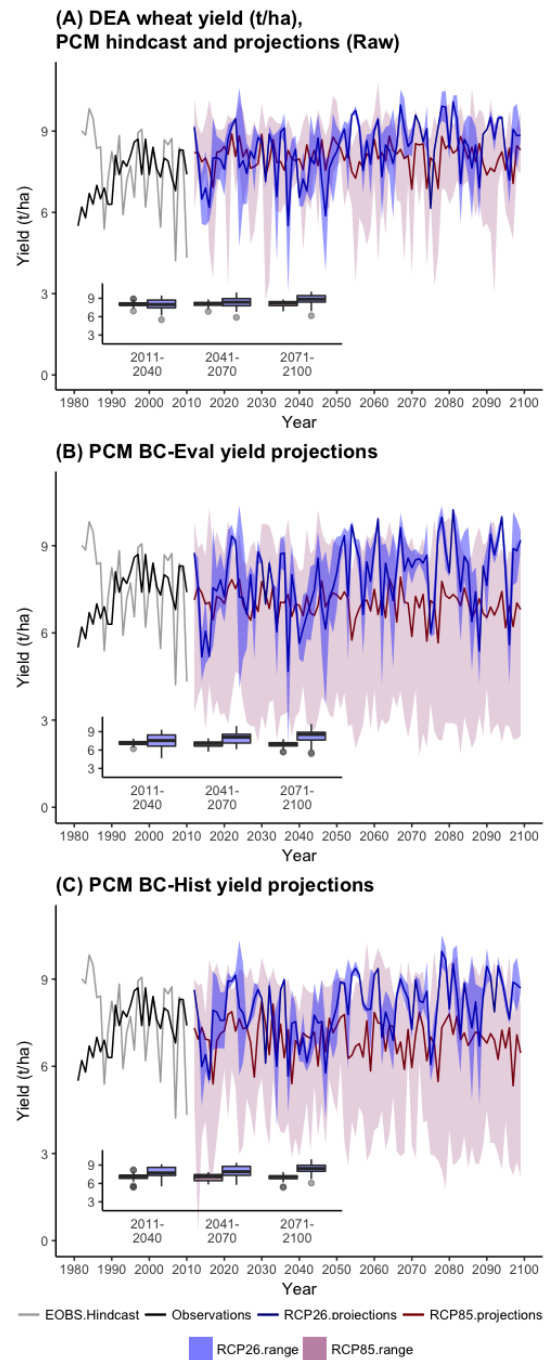 (A) DEA wheat yield (t/ha),
PCM hindcast and projections (Raw)
Yield (t/ha)
9
6
3
0
9
6
3
2011-2040
2041-2070
2071-2100
1980 1990 2000 2010 2020 2030 2040 2050 2060 2070 2080 2090 2100
Year
(B) PCM BC-Eval yield projections
Yield (t/ha)
9
6
3
0
9
6
3
2011-2040
2041-2070
2071-2100
1980 1990 2000 2010 2020 2030 2040 2050 2060 2070 2080 2090 2100
Year
(C) PCM BC-Hist yield projections
Yield (t/ha)
9
6
3
0
9
6
3
2011-2040
2041-2070
2071-2100
1980 1990 2000 2010 2020 2030 2040 2050 2060 2070 2080 2090 2100
Year
EOBS.Hindcast Observations RCP26.projections RCP85.projections
RCP26.range RCP85.range